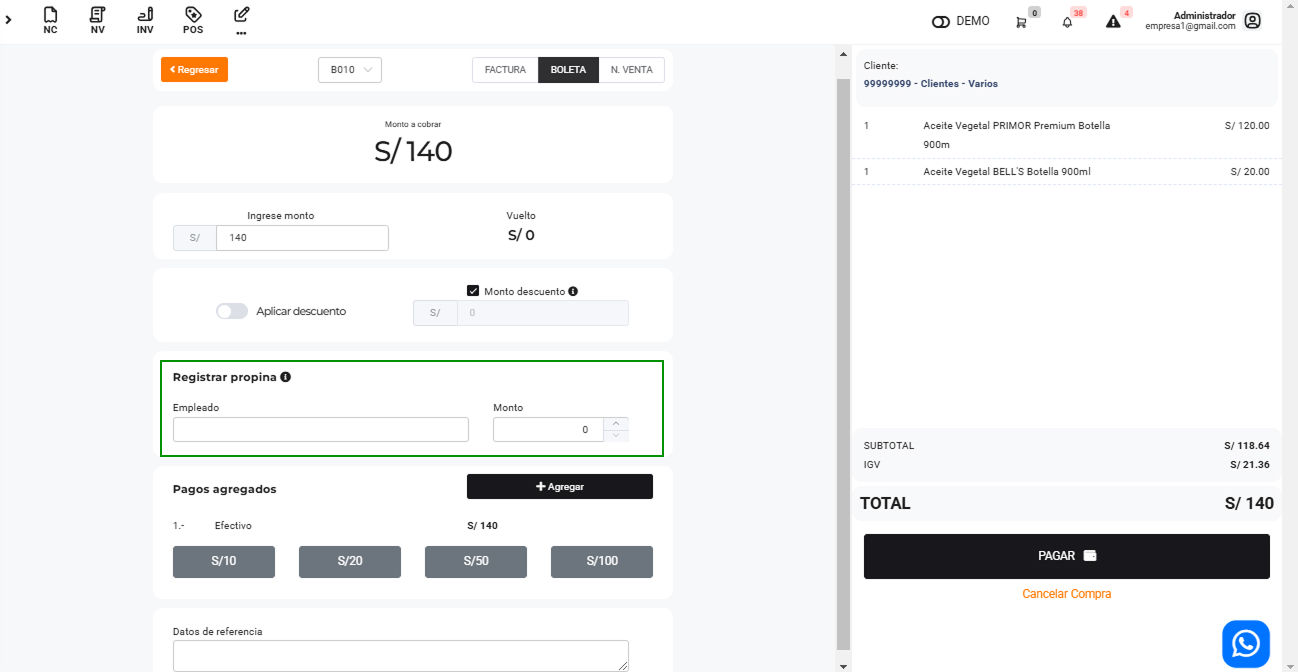 NC
NV
INV
POS
...
DEMO
0
38
4
Administrador
empresa1@gmail.com
Regresar
B010
FACTURA
BOLETA
N. VENTA
Monto a cobrar
S/ 140
Ingrese monto
S/
140
Vuelto
S/ 0
Aplicar descuento
Monto descuento
S/
0
Registrar propina
Empleado
Monto
0
Pagos agregados
+ Agregar
1.-
Efectivo
S/ 140
S/10
S/20
S/50
S/100
Datos de referencia
Cliente:
99999999 - Clientes - Varios
1
Aceite Vegetal PRIMOR Premium Botella
900m
S/ 120.00
1
Aceite Vegetal BELL'S Botella 900ml
S/ 20.00
SUBTOTAL
S/ 118.64
IGV
S/ 21.36
TOTAL
S/ 140
PAGAR
Cancelar Compra